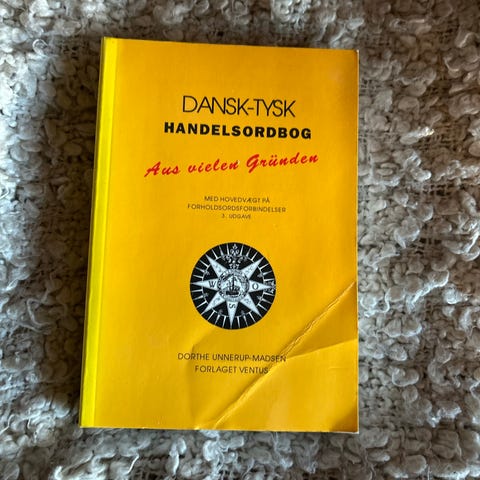 DANSK-TYSK
HANDELSORDBOG
Aus vielen Gründen
MED HOVEDVÆGT PÅ
FORHOLDSORDSFORBINDELSER
3. UDGAVE
W O
S
DORTHE UNNERUP-MADSEN
FORLAGET VENTUS